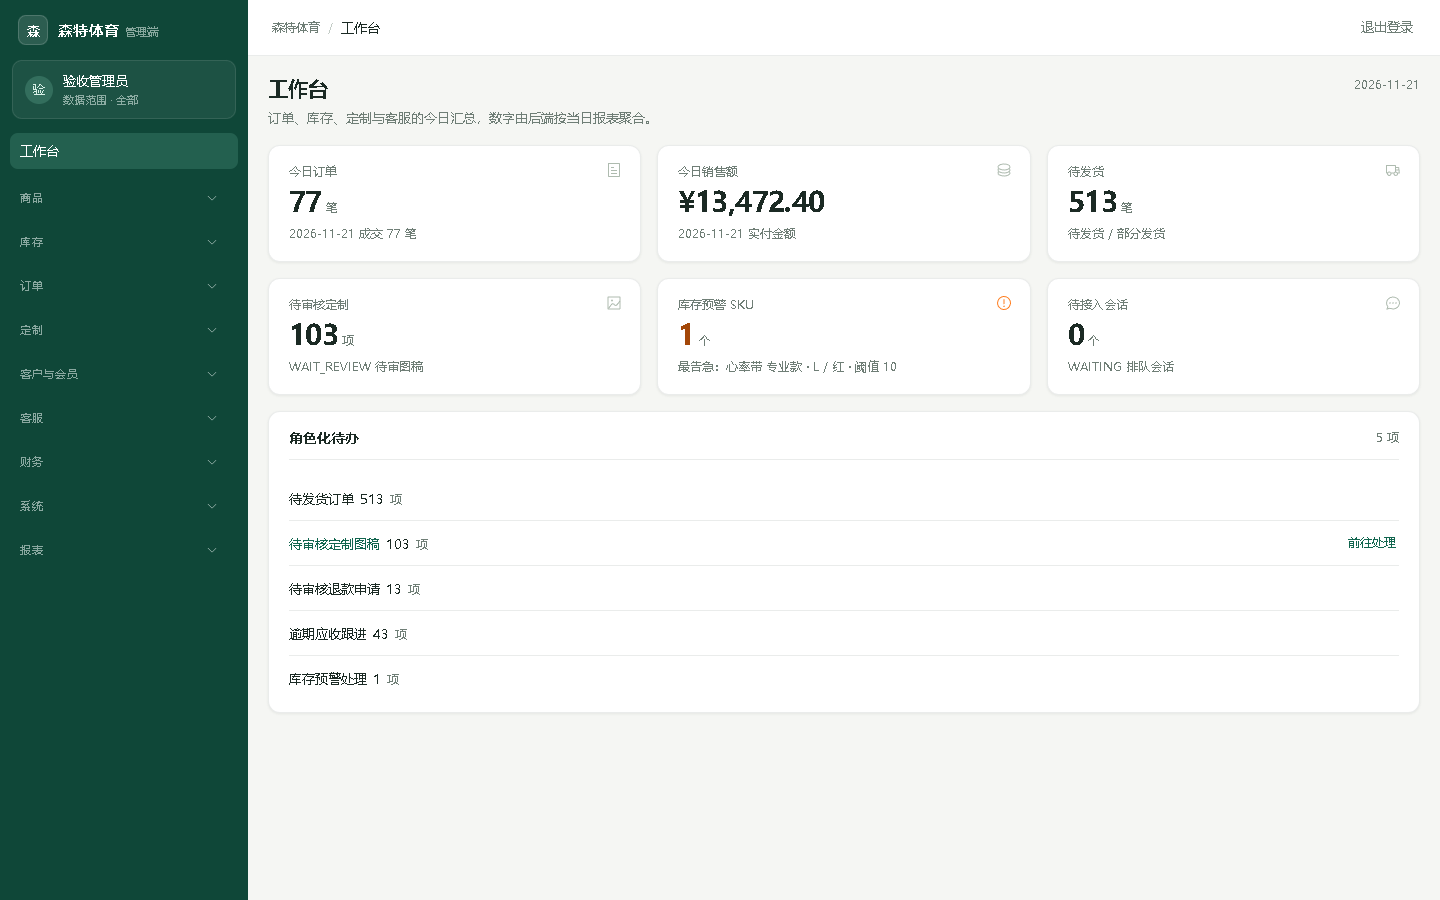 森 森特体育 管理端
验 验收管理员
数据范围 · 全部
工作台
商品
库存
订单
定制
客户与会员
客服
财务
系统
报表
森特体育 / 工作台
退出登录
工作台
2026-11-21
订单、库存、定制与客服的今日汇总，数字由后端按当日报表聚合。
今日订单
77 笔
2026-11-21 成交 77 笔
今日销售额
¥13,472.40
2026-11-21 实付金额
待发货
513 笔
待发货 / 部分发货
待审核定制
103 项
WAIT_REVIEW 待审图稿
库存预警 SKU
1 个
最告急：心率带 专业款 · L / 红 · 阈值 10
待接入会话
0 个
WAITING 排队会话
角色化待办
5 项
待发货订单 513 项
待审核定制图稿 103 项
前往处理
待审核退款申请 13 项
逾期应收跟进 43 项
库存预警处理 1 项